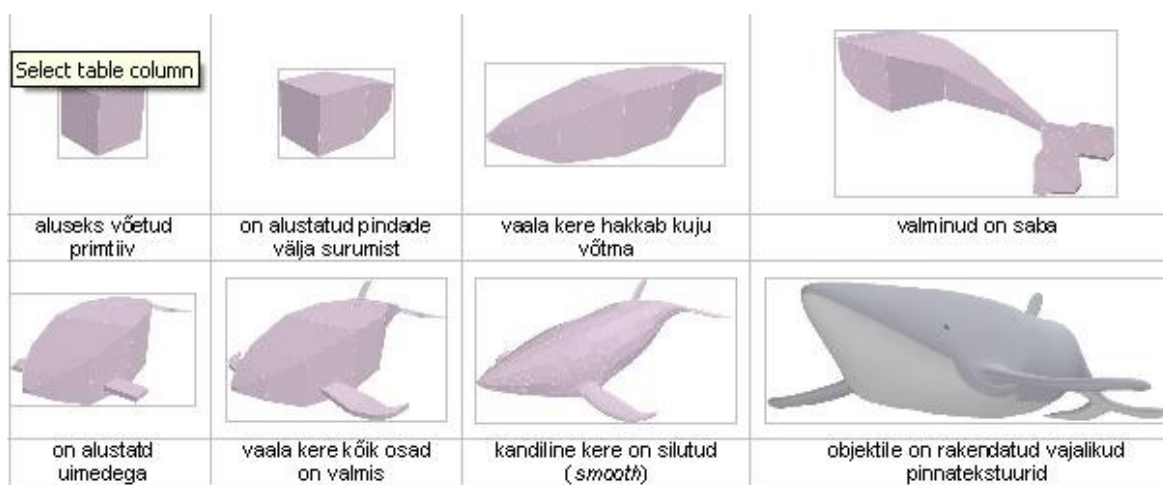 Select table column
aluseks võetud
primtiiv
on alustatud pindade
välja surumist
vaala kere hakkab kuju
võtma
valminud on saba
on alustatd
uimedega
vaala kere kõik osad
on valmis
kandiline kere on silutud
(smooth)
objektile on rakendatud vajalikud
pinnatekstuurid